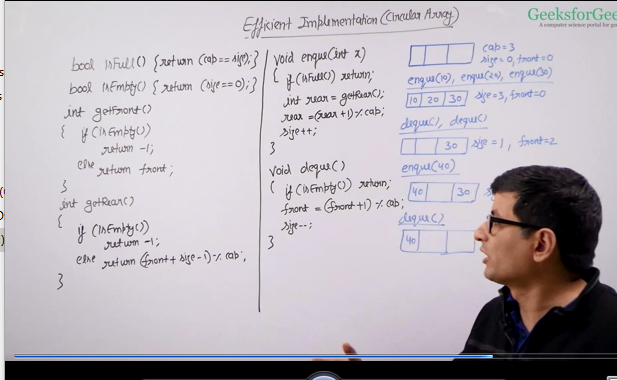 Efficient Implementation (Circular Array)
GeeksforGee
A computer science portal for ge
bool isFull() { return (cap == size); }
bool isEmpty() { return (size == 0); }
int getFront()
{ if (isEmpty())
return -1;
else return front;
}
int getRear()
{
if (isEmpty())
return -1;
else return (front + size - 1) % cap;
}
void enque(int x)
{ if (isFull()) return;
int rear = getRear();
rear = (rear + 1) % cap;
size++;
}
void deque()
{ if (isEmpty()) return;
front = (front + 1) % cap;
size--;
}
cap = 3
size = 0, front = 0
enque(10), enque(20), enque(30)
10 20 30 size = 3, front = 0
deque(), deque()
30 size = 1, front = 2
enque(40)
40 30
deque()
40